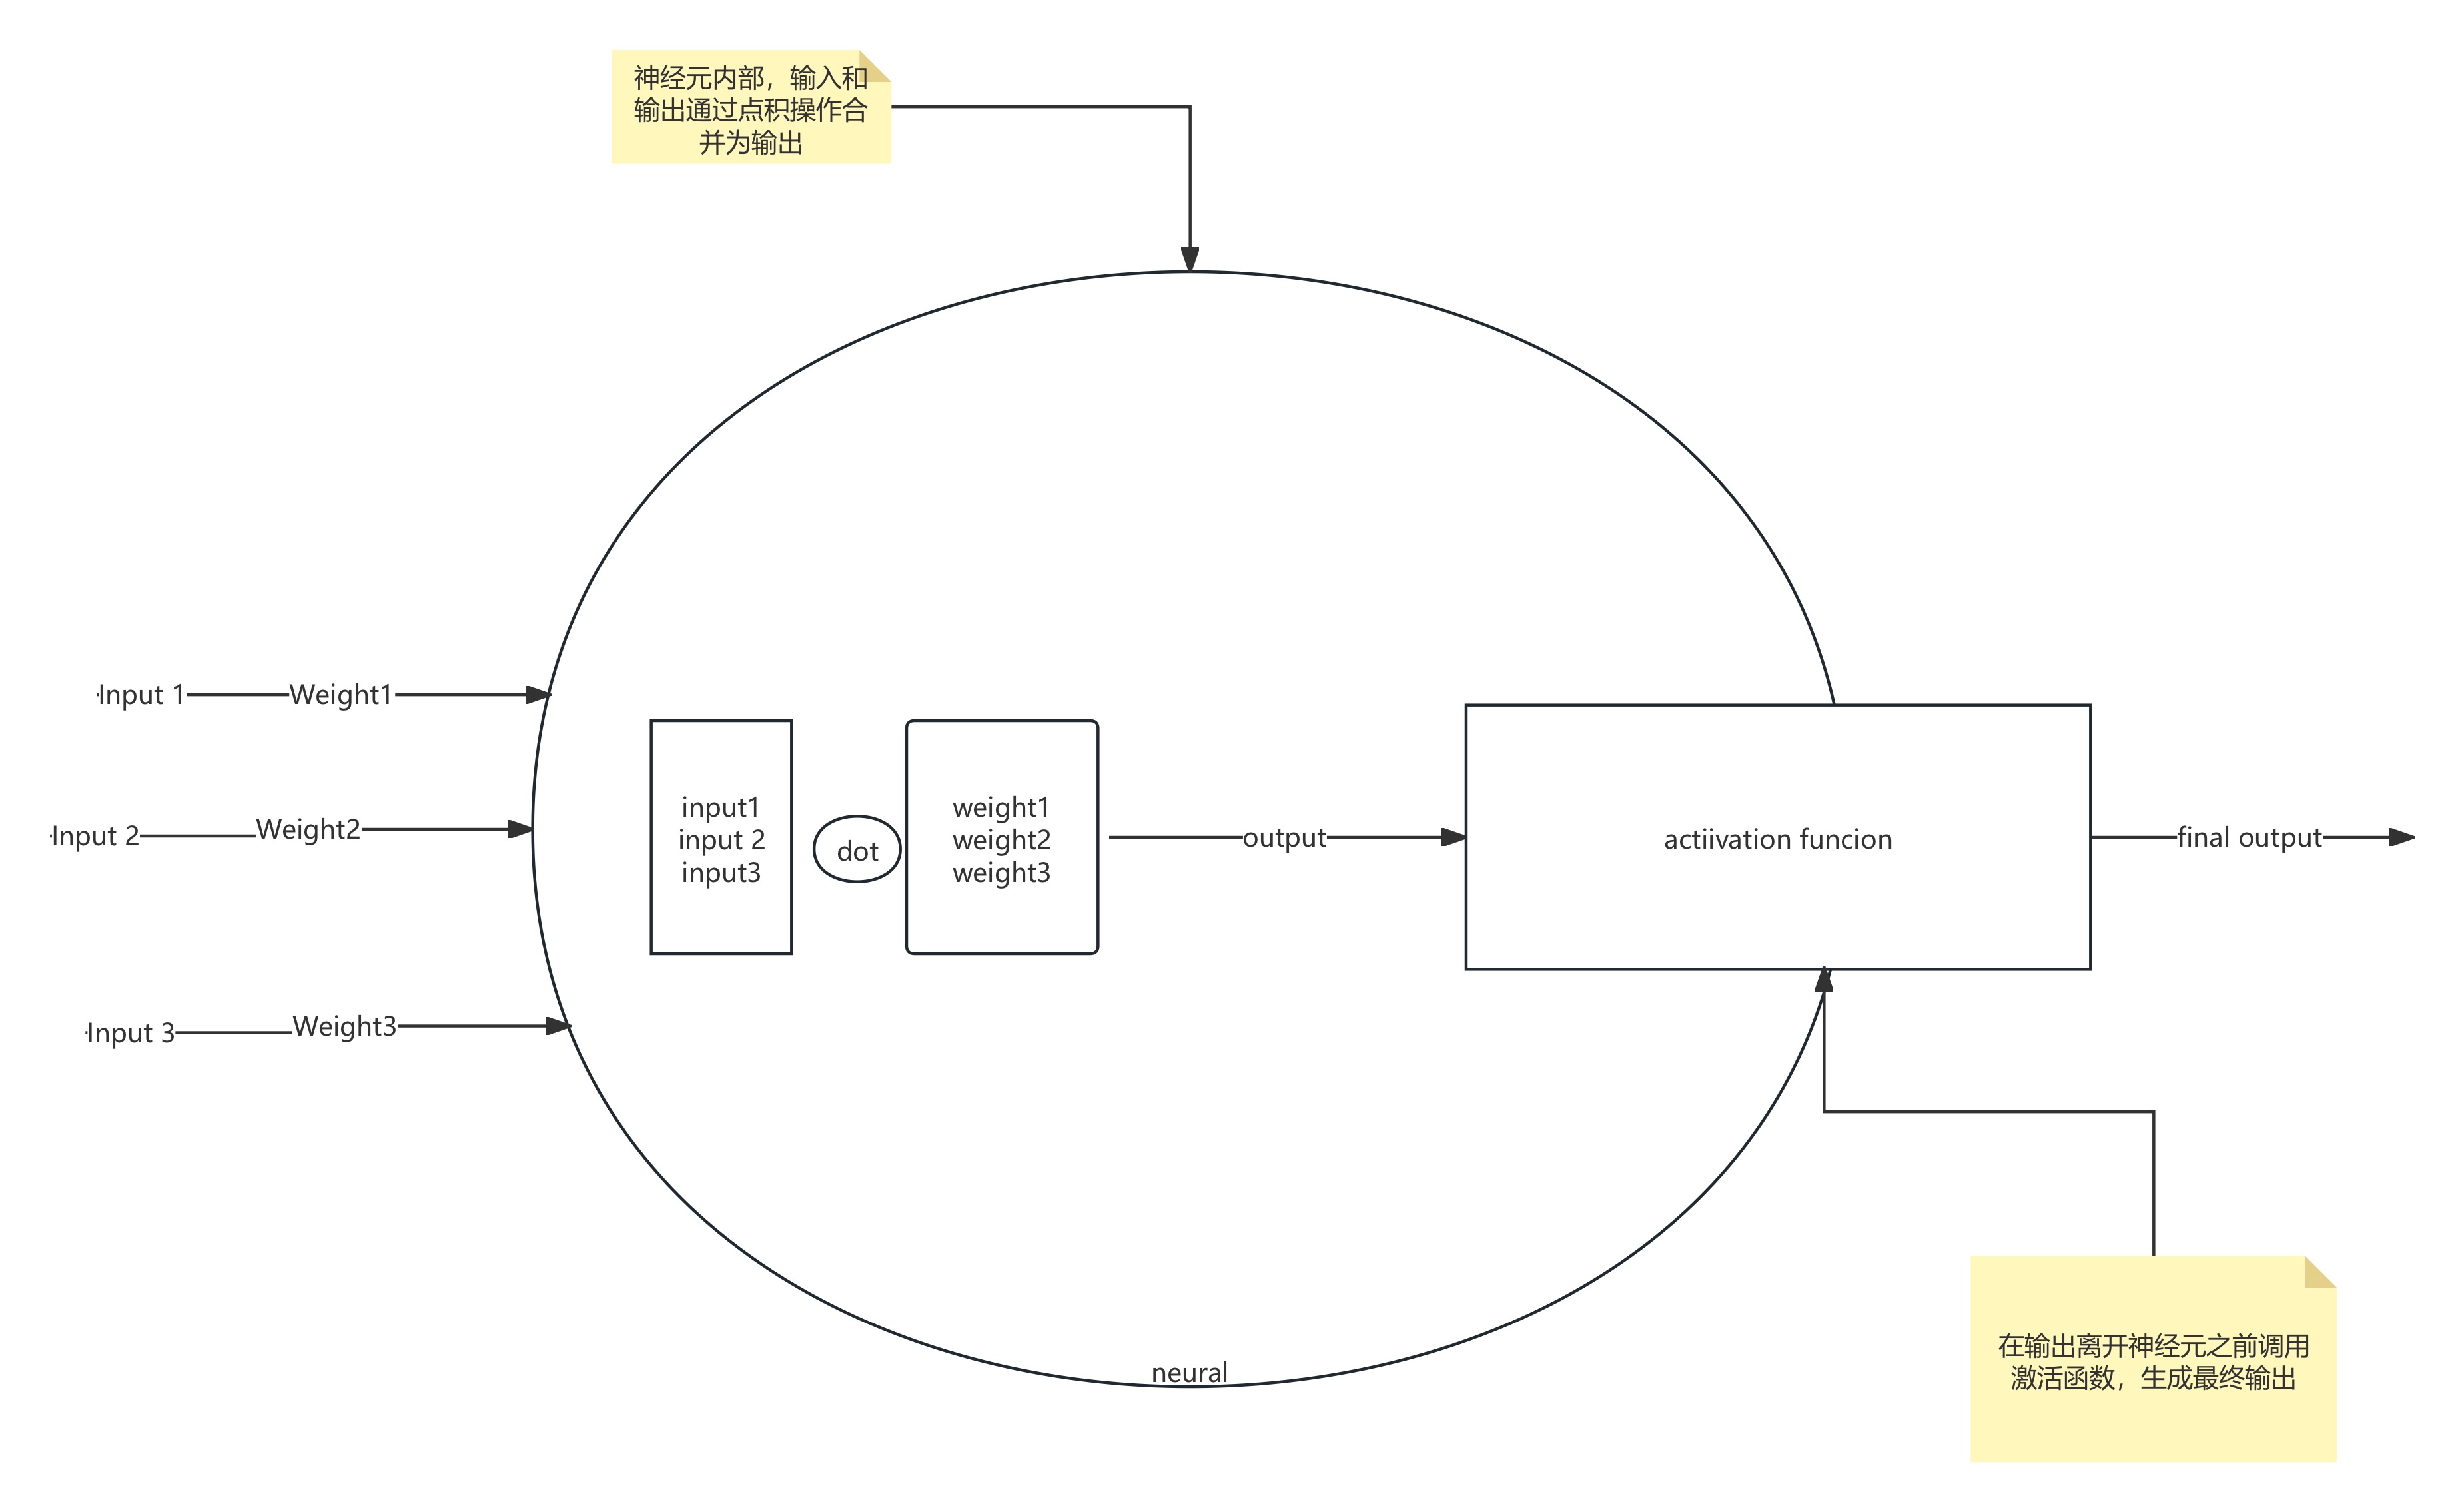 神经元内部，输入和
输出通过点积操作合
并为输出
Input 1
Weight1
Input 2
Weight2
Input 3
Weight3
input1
input 2
input3
dot
weight1
weight2
weight3
output
actiivation funcion
final output
neural
在输出离开神经元之前调用
激活函数，生成最终输出